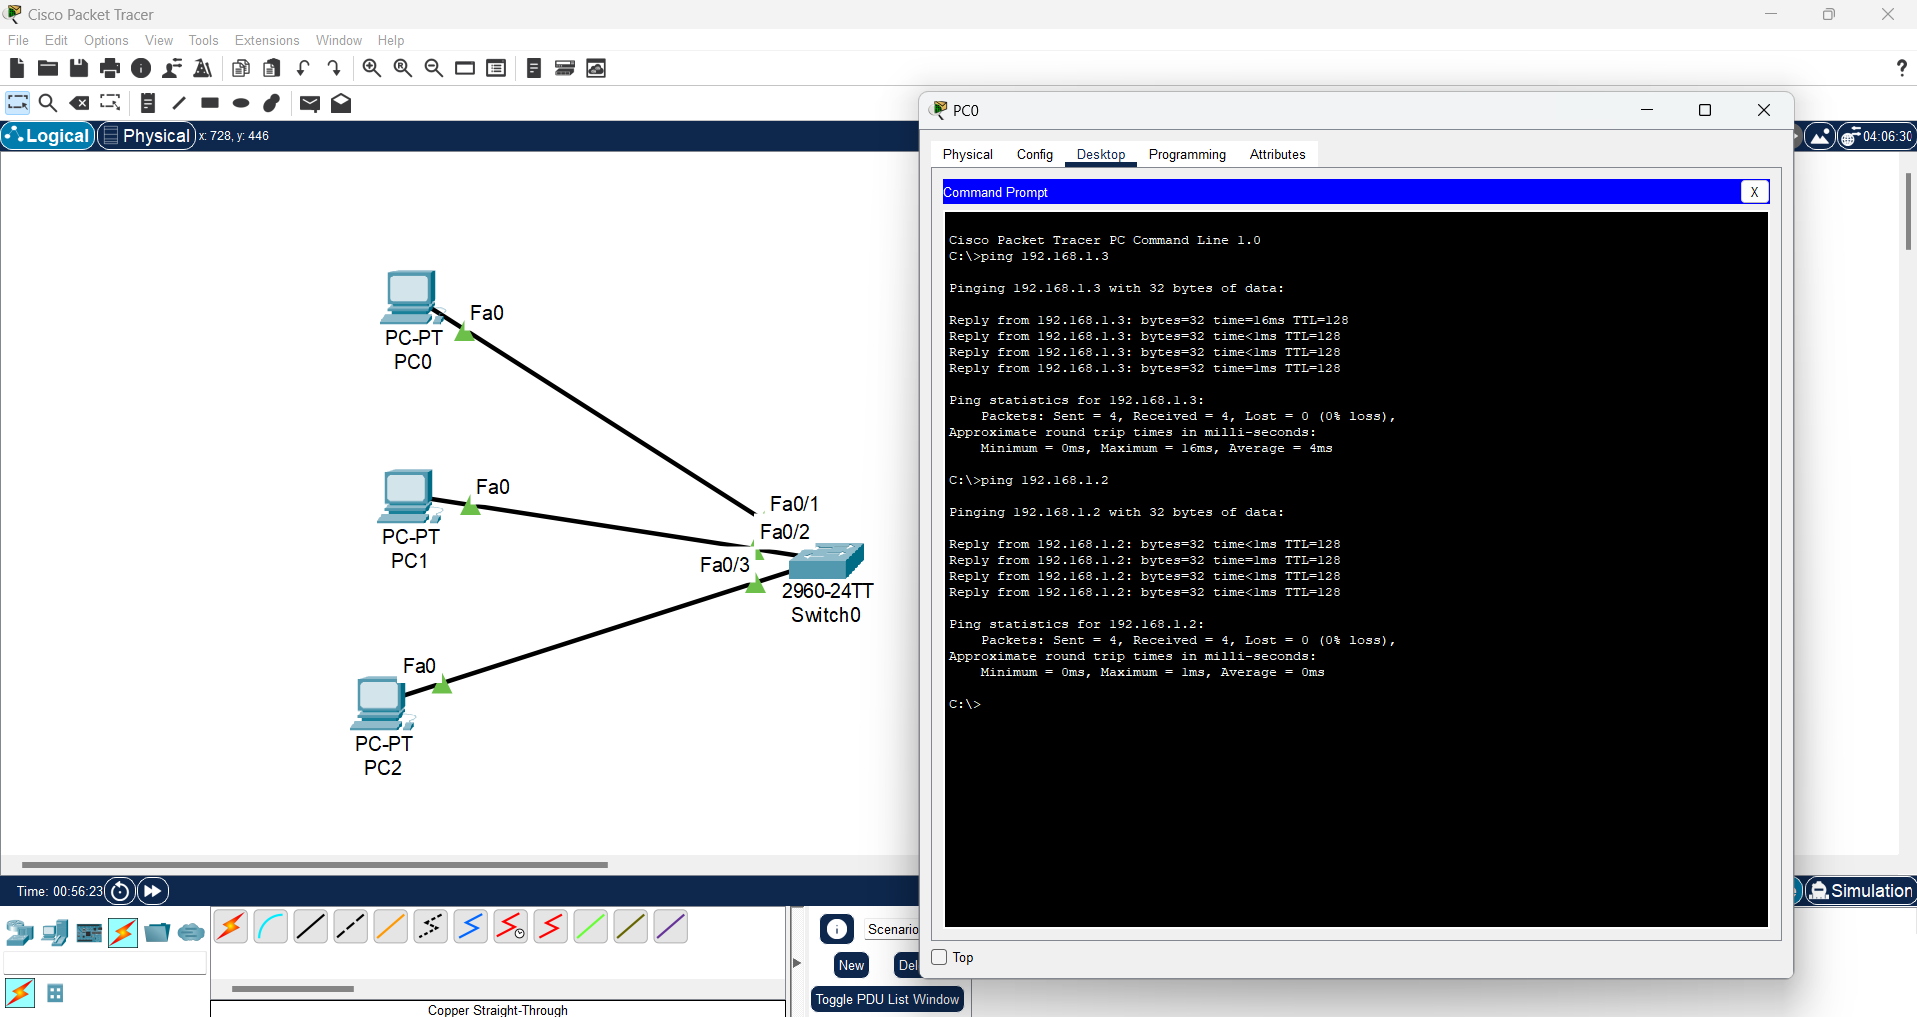 Cisco Packet Tracer
File Edit Options View Tools Extensions Window Help
?
Logical Physical x: 728, y: 446
04:06:30
PC-PT
PC0
Fa0
PC-PT
PC1
Fa0
PC-PT
PC2
Fa0
Fa0/1
Fa0/2
Fa0/3
2960-24TT
Switch0
PC0
Physical Config Desktop Programming Attributes
Command Prompt X
Cisco Packet Tracer PC Command Line 1.0
C:\>ping 192.168.1.3
Pinging 192.168.1.3 with 32 bytes of data:
Reply from 192.168.1.3: bytes=32 time=16ms TTL=128
Reply from 192.168.1.3: bytes=32 time<1ms TTL=128
Reply from 192.168.1.3: bytes=32 time<1ms TTL=128
Reply from 192.168.1.3: bytes=32 time=1ms TTL=128
Ping statistics for 192.168.1.3:
Packets: Sent = 4, Received = 4, Lost = 0 (0% loss),
Approximate round trip times in milli-seconds:
Minimum = 0ms, Maximum = 16ms, Average = 4ms
C:\>ping 192.168.1.2
Pinging 192.168.1.2 with 32 bytes of data:
Reply from 192.168.1.2: bytes=32 time<1ms TTL=128
Reply from 192.168.1.2: bytes=32 time=1ms TTL=128
Reply from 192.168.1.2: bytes=32 time<1ms TTL=128
Reply from 192.168.1.2: bytes=32 time<1ms TTL=128
Ping statistics for 192.168.1.2:
Packets: Sent = 4, Received = 4, Lost = 0 (0% loss),
Approximate round trip times in milli-seconds:
Minimum = 0ms, Maximum = 1ms, Average = 0ms
C:\>
Top
Time: 00:56:23
Simulation
Scenario
New Del
Toggle PDU List Window
Copper Straight-Through